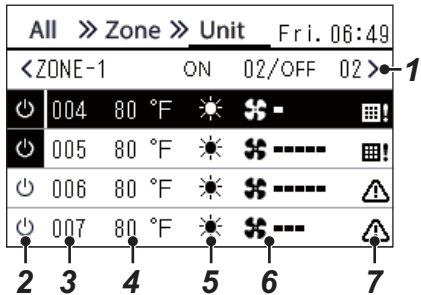 All » Zone » Unit Fri. 06:49
<ZONE-1 ON 02/OFF 02> 1
004 80 °F !
005 80 °F !
006 80 °F
007 80 °F
2 3 4 5 6 7